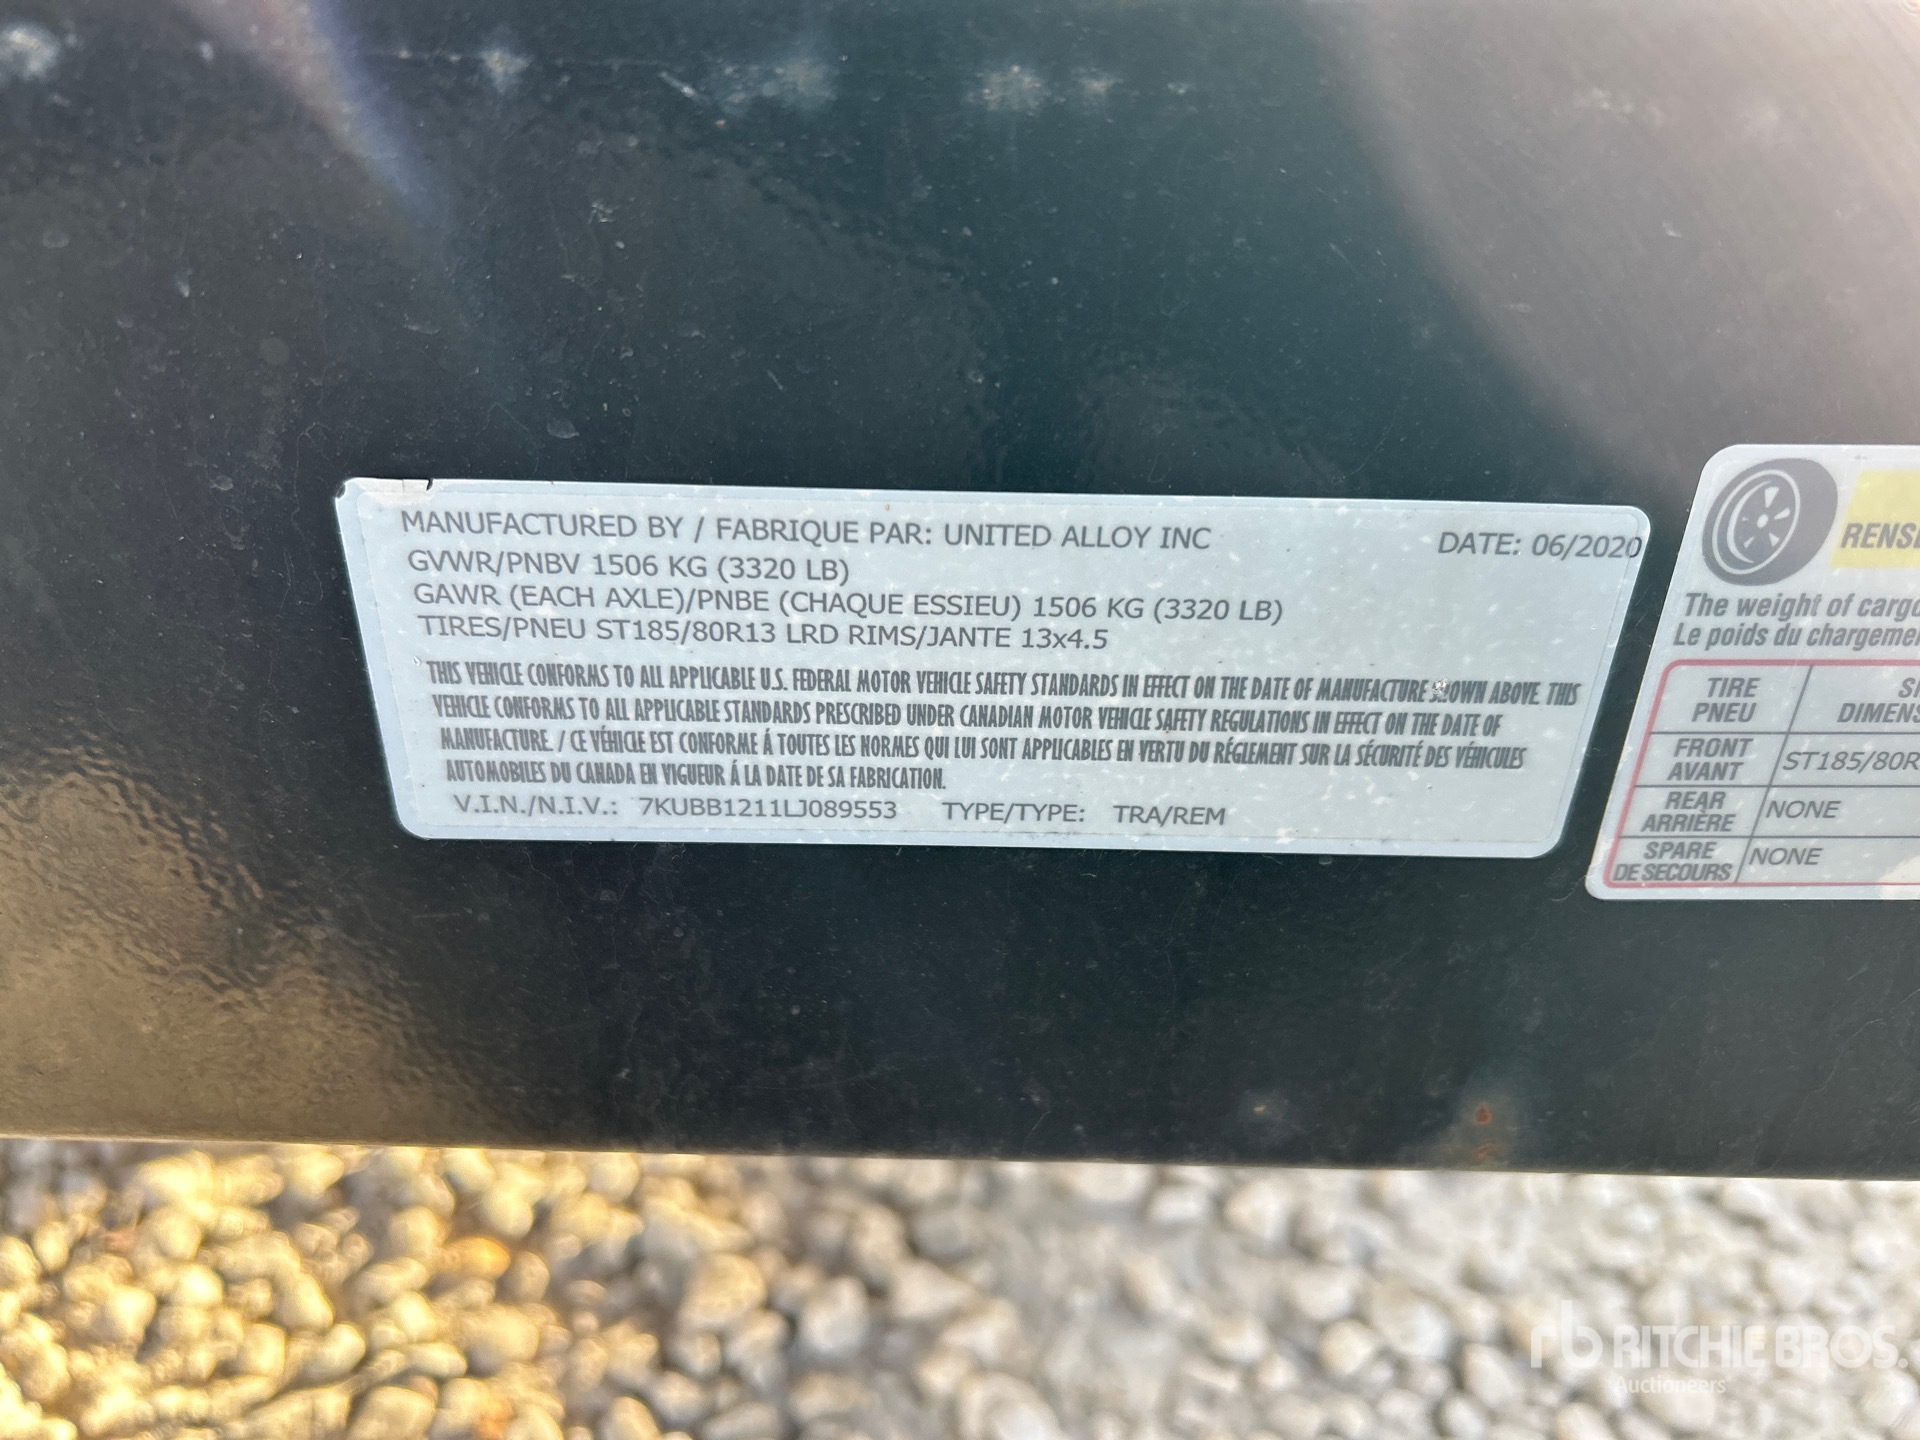 MANUFACTURED BY / FABRIQUE PAR: UNITED ALLOY INC DATE: 06/2020
GVWR/PNBV 1506 KG (3320 LB)
GAWR (EACH AXLE)/PNBE (CHAQUE ESSIEU) 1506 KG (3320 LB)
TIRES/PNEU ST185/80R13 LRD RIMS/JANTE 13x4.5
THIS VEHICLE CONFORMS TO ALL APPLICABLE U.S. FEDERAL MOTOR VEHICLE SAFETY STANDARDS IN EFFECT ON THE DATE OF MANUFACTURE SHOWN ABOVE. THIS
VEHICLE CONFORMS TO ALL APPLICABLE STANDARDS PRESCRIBED UNDER CANADIAN MOTOR VEHICLE SAFETY REGULATIONS IN EFFECT ON THE DATE OF
MANUFACTURE. / CE VÉHICLE EST CONFORME Á TOUTES LES NORMES QUI LUI SONT APPLICABLES EN VERTU DU RÉGLEMENT SUR LA SÉCURITÉ DES VÉHICULES
AUTOMOBILES DU CANADA EN VIGUEUR Á LA DATE DE SA FABRICATION.
V.I.N./N.I.V.: 7KUBB1211LJ089553 TYPE/TYPE: TRA/REM
RENSE
The weight of cargo
Le poids du chargeme
TIRE
PNEU
SI
DIMENS
FRONT
AVANT
ST185/80R
REAR
ARRIÈRE
NONE
SPARE
DE SECOURS
NONE
rb RITCHIE BROS.
Auctioneers